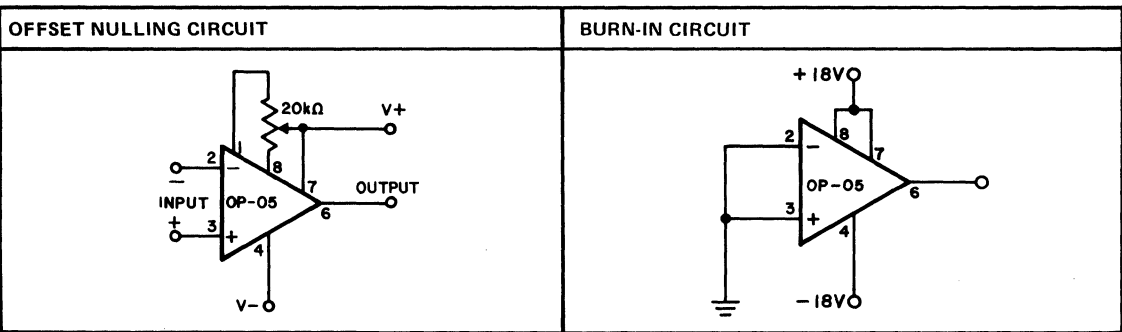 OFFSET NULLING CIRCUIT
20kΩ
V+
1
2
8
−
−
7
OUTPUT
INPUT
OP-05
6
+
3
+
4
V−
BURN-IN CIRCUIT
+18V
2
8
−
7
OP-05
6
3
+
4
−18V